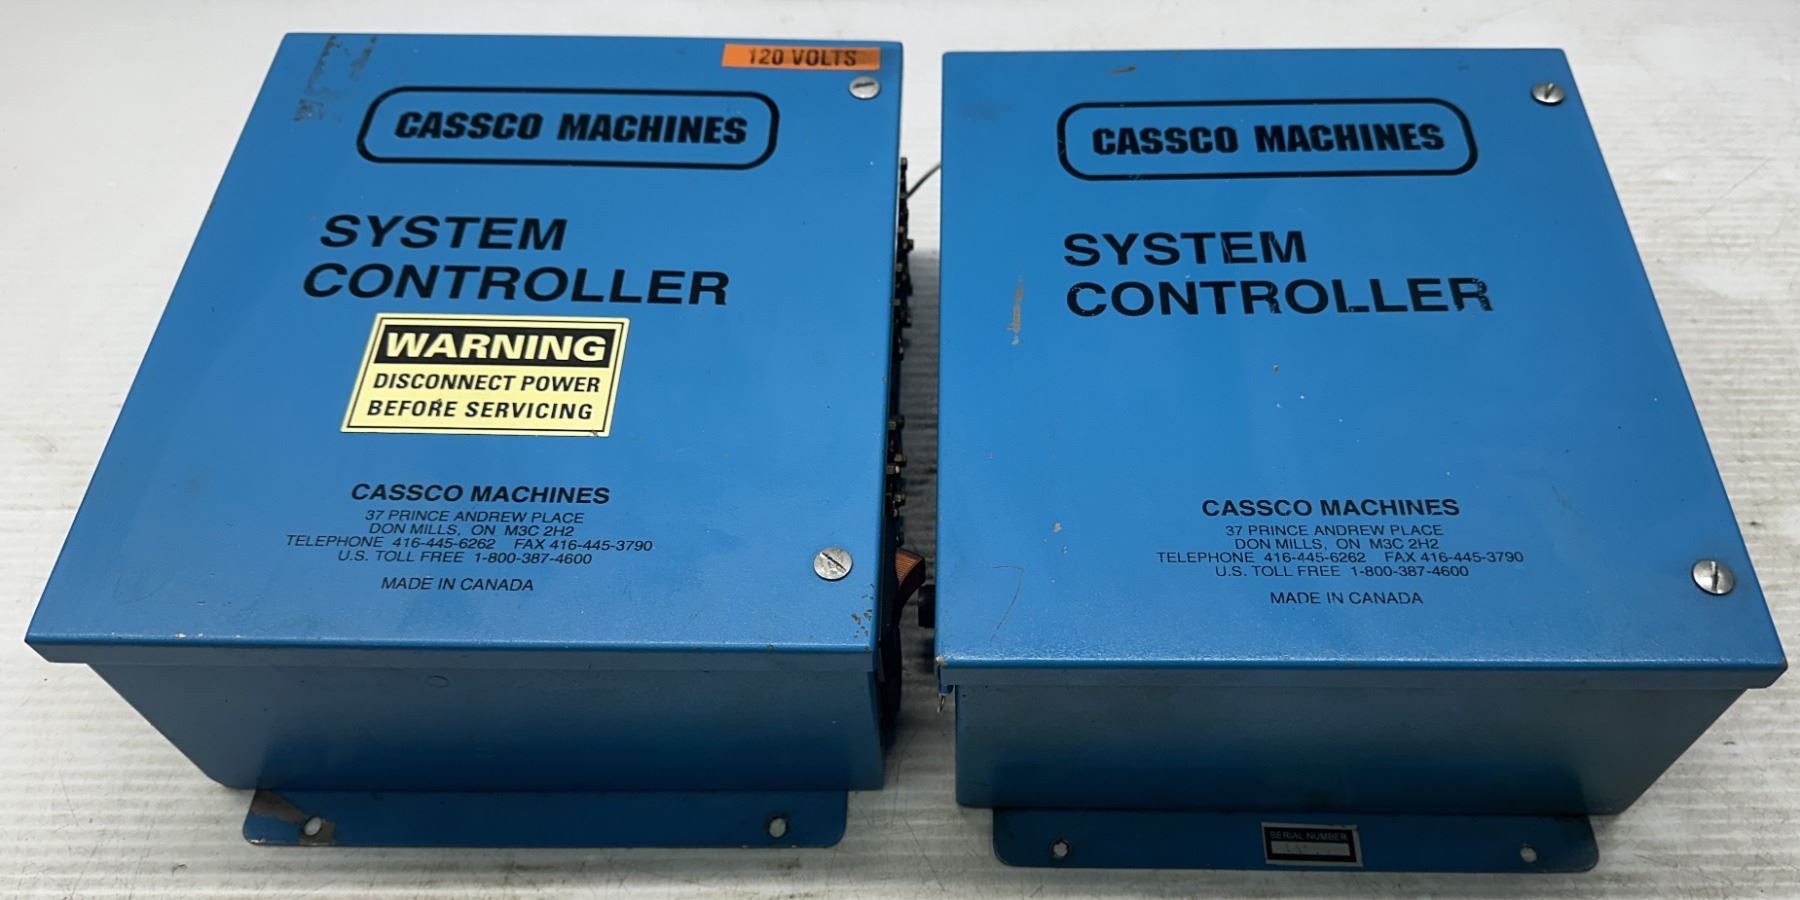 120 VOLTS
CASSCO MACHINES
SYSTEM
CONTROLLER
WARNING
DISCONNECT POWER
BEFORE SERVICING
CASSCO MACHINES
37 PRINCE ANDREW PLACE
DON MILLS, ON M3C 2H2
TELEPHONE 416-445-6262 FAX 416-445-3790
U.S. TOLL FREE 1-800-387-4600
MADE IN CANADA
CASSCO MACHINES
SYSTEM
CONTROLLER
CASSCO MACHINES
37 PRINCE ANDREW PLACE
DON MILLS, ON M3C 2H2
TELEPHONE 416-445-6262 FAX 416-445-3790
U.S. TOLL FREE 1-800-387-4600
MADE IN CANADA
SERIAL NUMBER